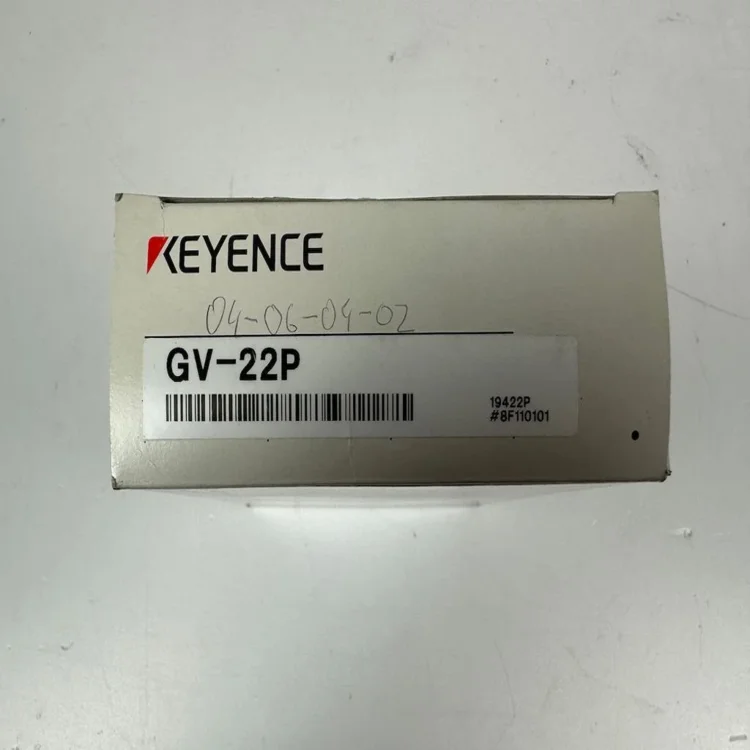 KEYENCE
04-06-04-02
GV-22P
19422P
#8F110101